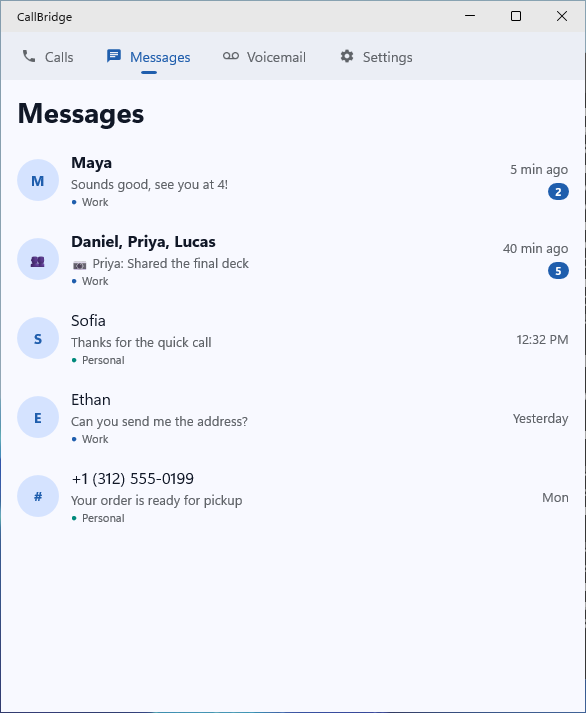 CallBridge
Calls Messages Voicemail Settings
Messages
M
Maya
Sounds good, see you at 4!
• Work
5 min ago
2
Daniel, Priya, Lucas
Priya: Shared the final deck
• Work
40 min ago
5
S
Sofia
Thanks for the quick call
• Personal
12:32 PM
E
Ethan
Can you send me the address?
• Work
Yesterday
#
+1 (312) 555-0199
Your order is ready for pickup
• Personal
Mon